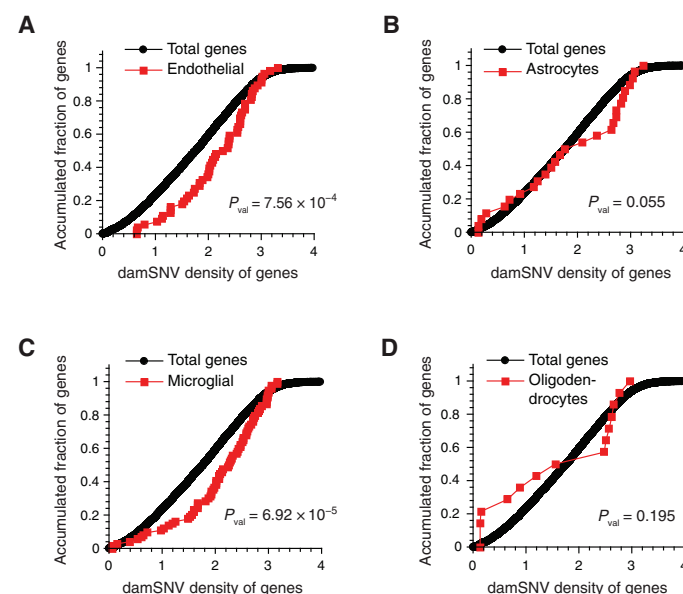 A
Total genes
Endothelial
Accumulated fraction of genes
1
0.8
0.6
0.4
0.2
0
0 1 2 3 4
Pval = 7.56 × 10−4
damSNV density of genes
B
Total genes
Astrocytes
Accumulated fraction of genes
1
0.8
0.6
0.4
0.2
0
0 1 2 3 4
Pval = 0.055
damSNV density of genes
C
Total genes
Microglial
Accumulated fraction of genes
1
0.8
0.6
0.4
0.2
0
0 1 2 3 4
Pval = 6.92 × 10−5
damSNV density of genes
D
Total genes
Oligoden-
drocytes
Accumulated fraction of genes
1
0.8
0.6
0.4
0.2
0
0 1 2 3 4
Pval = 0.195
damSNV density of genes